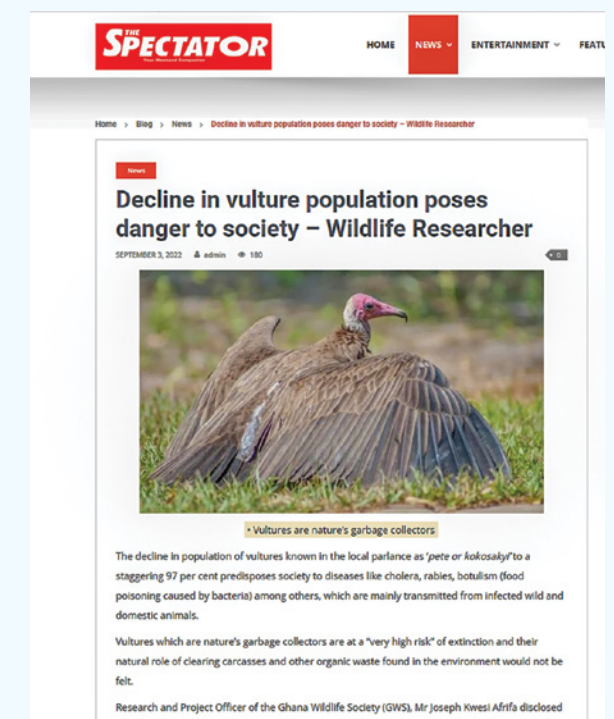 THE
SPECTATOR
Your Weekend Companion
HOME NEWS ENTERTAINMENT FEATU
Home > Blog > News > Decline in vulture population poses danger to society – Wildlife Researcher
News
Decline in vulture population poses
danger to society – Wildlife Researcher
SEPTEMBER 3, 2022 admin 180
0
• Vultures are nature's garbage collectors
The decline in population of vultures known in the local parlance as 'pete or kokosakyi' to a
staggering 97 per cent predisposes society to diseases like cholera, rabies, botulism (food
poisoning caused by bacteria) among others, which are mainly transmitted from infected wild and
domestic animals.
Vultures which are nature's garbage collectors are at a "very high risk" of extinction and their
natural role of clearing carcasses and other organic waste found in the environment would not be
felt.
Research and Project Officer of the Ghana Wildlife Society (GWS), Mr Joseph Kwesi Afrifa disclosed